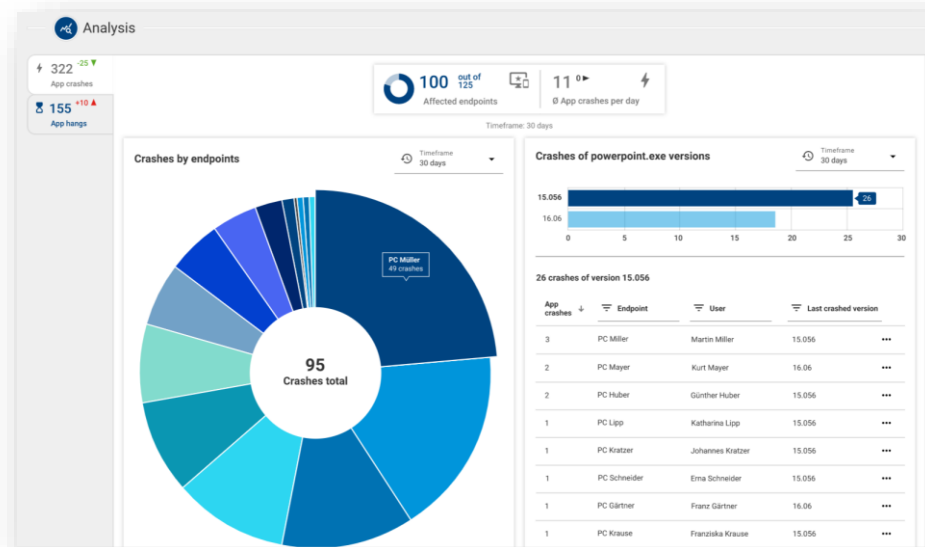 Analysis
322 -25 ▼
App crashes
155 +10 ▲
App hangs
100 out of 125
Affected endpoints
11 0 ►
Ø App crashes per day
Timeframe: 30 days
Crashes by endpoints
Timeframe
30 days
PC Müller
49 crashes
95
Crashes total
Crashes of powerpoint.exe versions
Timeframe
30 days
15.056
26
16.06
0 5 10 15 20 25 30
26 crashes of version 15.056
App crashes ↓ Endpoint User Last crashed version
3 PC Miller Martin Miller 15.056 •••
2 PC Mayer Kurt Mayer 16.06 •••
2 PC Huber Günther Huber 15.056 •••
1 PC Lipp Katharina Lipp 15.056 •••
1 PC Kratzer Johannes Kratzer 15.056 •••
1 PC Schneider Erna Schneider 15.056 •••
1 PC Gärtner Franz Gärtner 16.06 •••
1 PC Krause Franziska Krause 15.056 •••